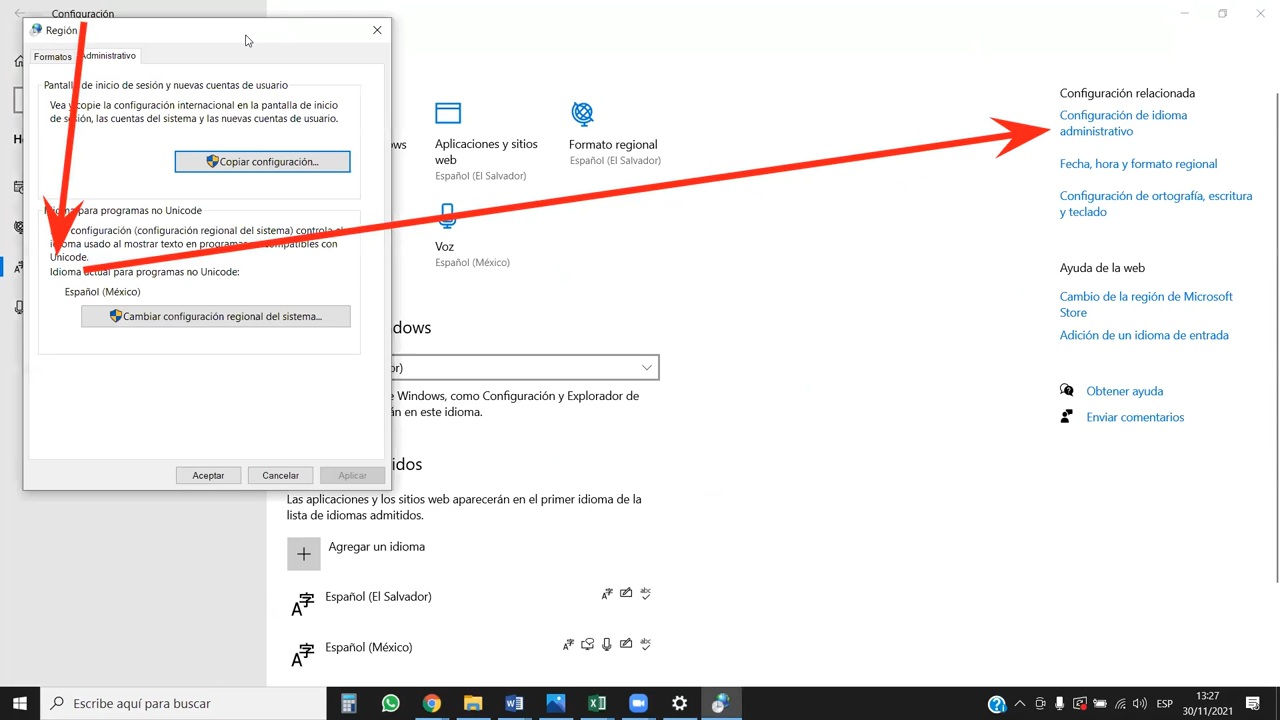 Configuración
Región
Formatos
Administrativo
Pantalla de inicio de sesión y nuevas cuentas de usuario
Vea y copie la configuración internacional en la pantalla de inicio
de sesión, las cuentas del sistema y las nuevas cuentas de usuario.
Copiar configuración...
para programas no Unicode
configuración (configuración regional del sistema) controla el
idioma usado al mostrar texto en programas
con
Unicode.
Idioma actual para programas no Unicode:
Español (México)
Cambiar configuración regional del sistema...
Aceptar
Cancelar
Aplicar
ws
Aplicaciones y sitios
web
Español (El Salvador)
Formato regional
Español (El Salvador)
Voz
Español (México)
dows
or)
e Windows, como Configuración y Explorador de
án en este idioma.
idos
Las aplicaciones y los sitios web aparecerán en el primer idioma de la
lista de idiomas admitidos.
Agregar un idioma
Español (El Salvador)
Español (México)
Configuración relacionada
Configuración de idioma
administrativo
Fecha, hora y formato regional
Configuración de ortografía, escritura
y teclado
Ayuda de la web
Cambio de la región de Microsoft
Store
Adición de un idioma de entrada
Obtener ayuda
Enviar comentarios
Escribe aquí para buscar
ESP
13:27
30/11/2021